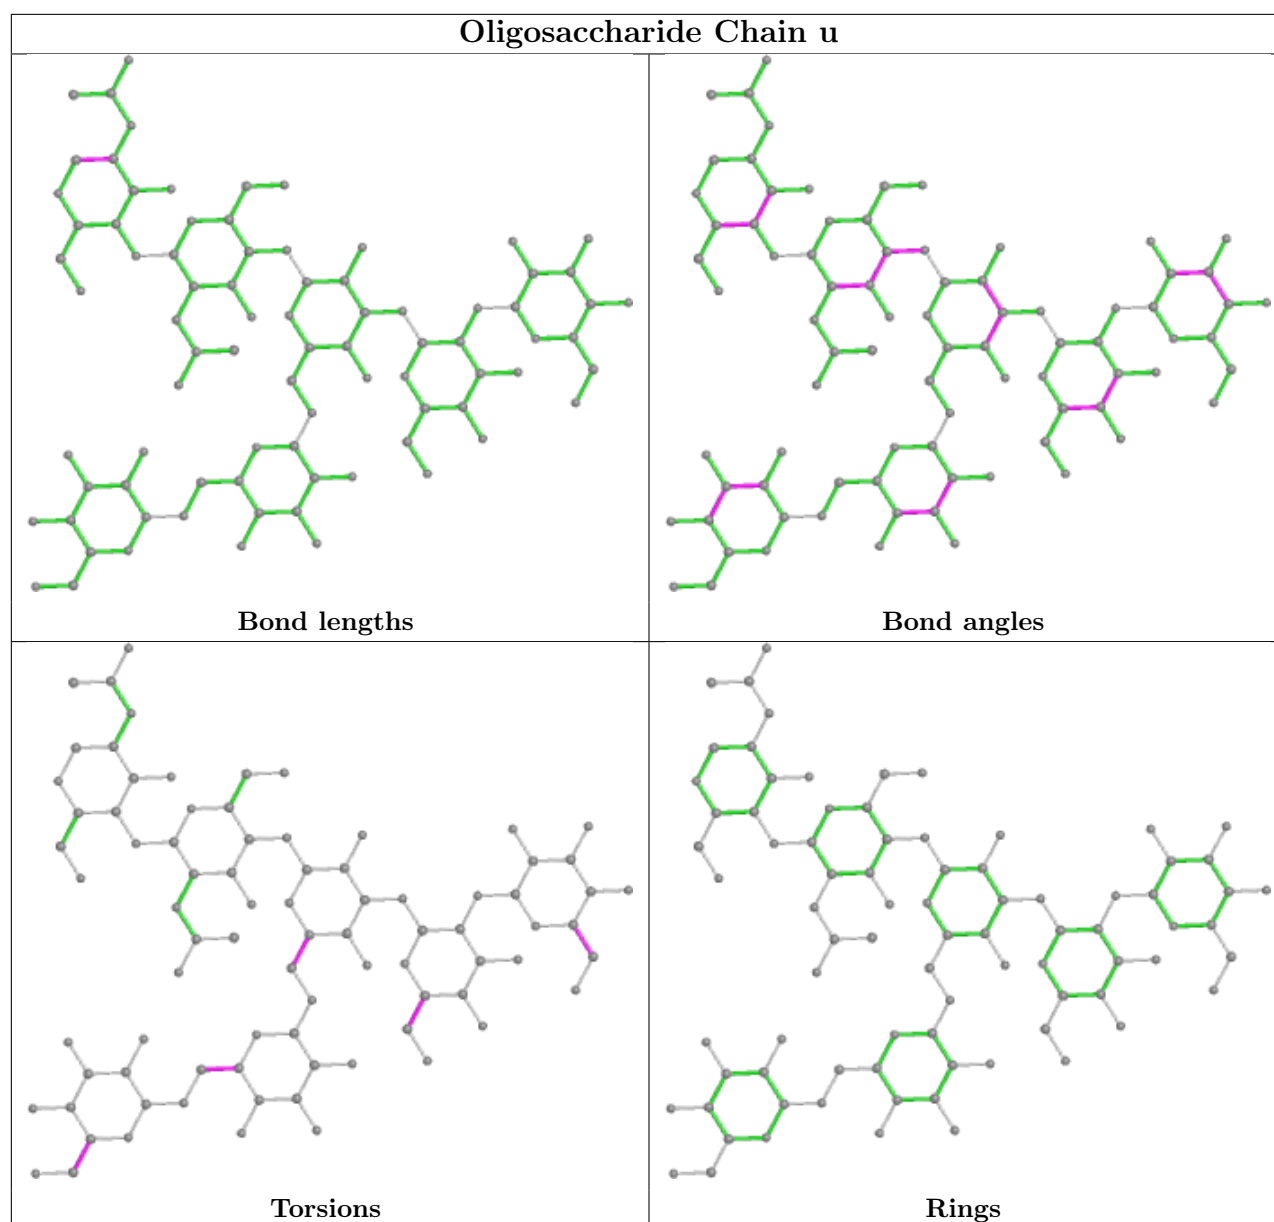 Oligosaccharide Chain u
Bond lengths
Bond angles
Torsions
Rings